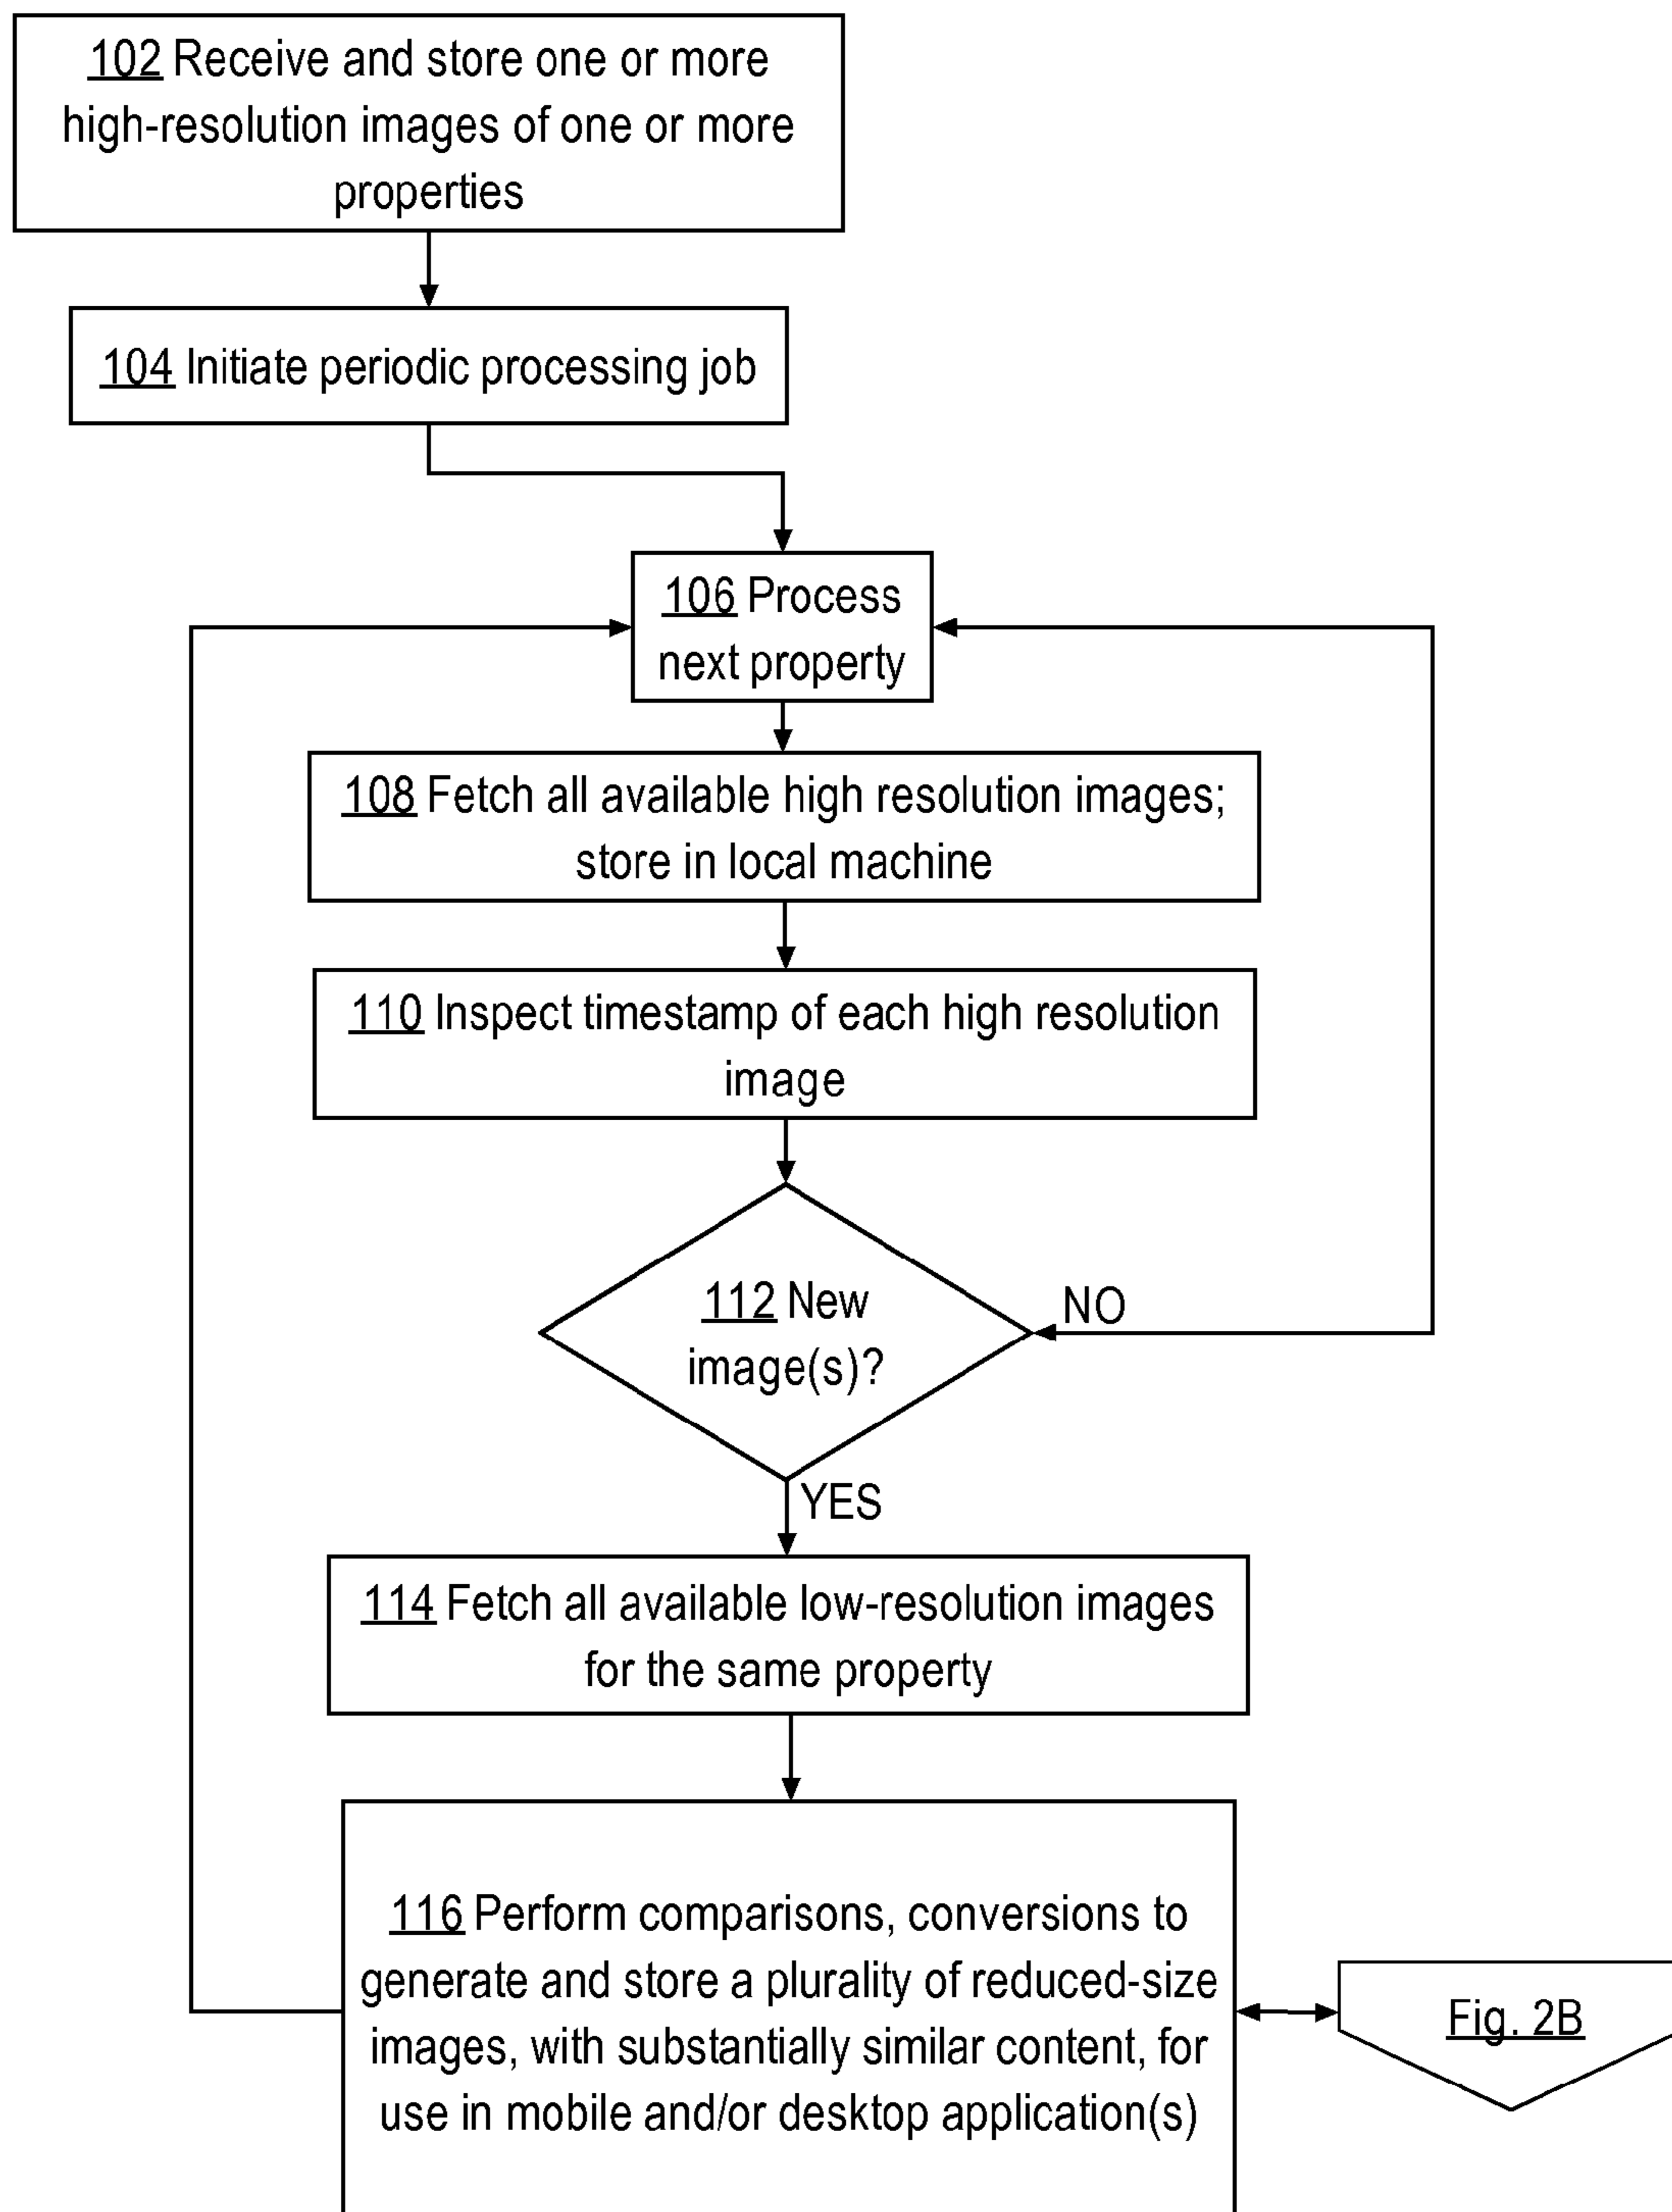 102 Receive and store one or more
high-resolution images of one or more
properties
104 Initiate periodic processing job
106 Process
next property
108 Fetch all available high resolution images;
store in local machine
110 Inspect timestamp of each high resolution
image
112 New
image(s)?
NO
YES
114 Fetch all available low-resolution images
for the same property
116 Perform comparisons, conversions to
generate and store a plurality of reduced-size
images, with substantially similar content, for
use in mobile and/or desktop application(s)
Fig. 2B